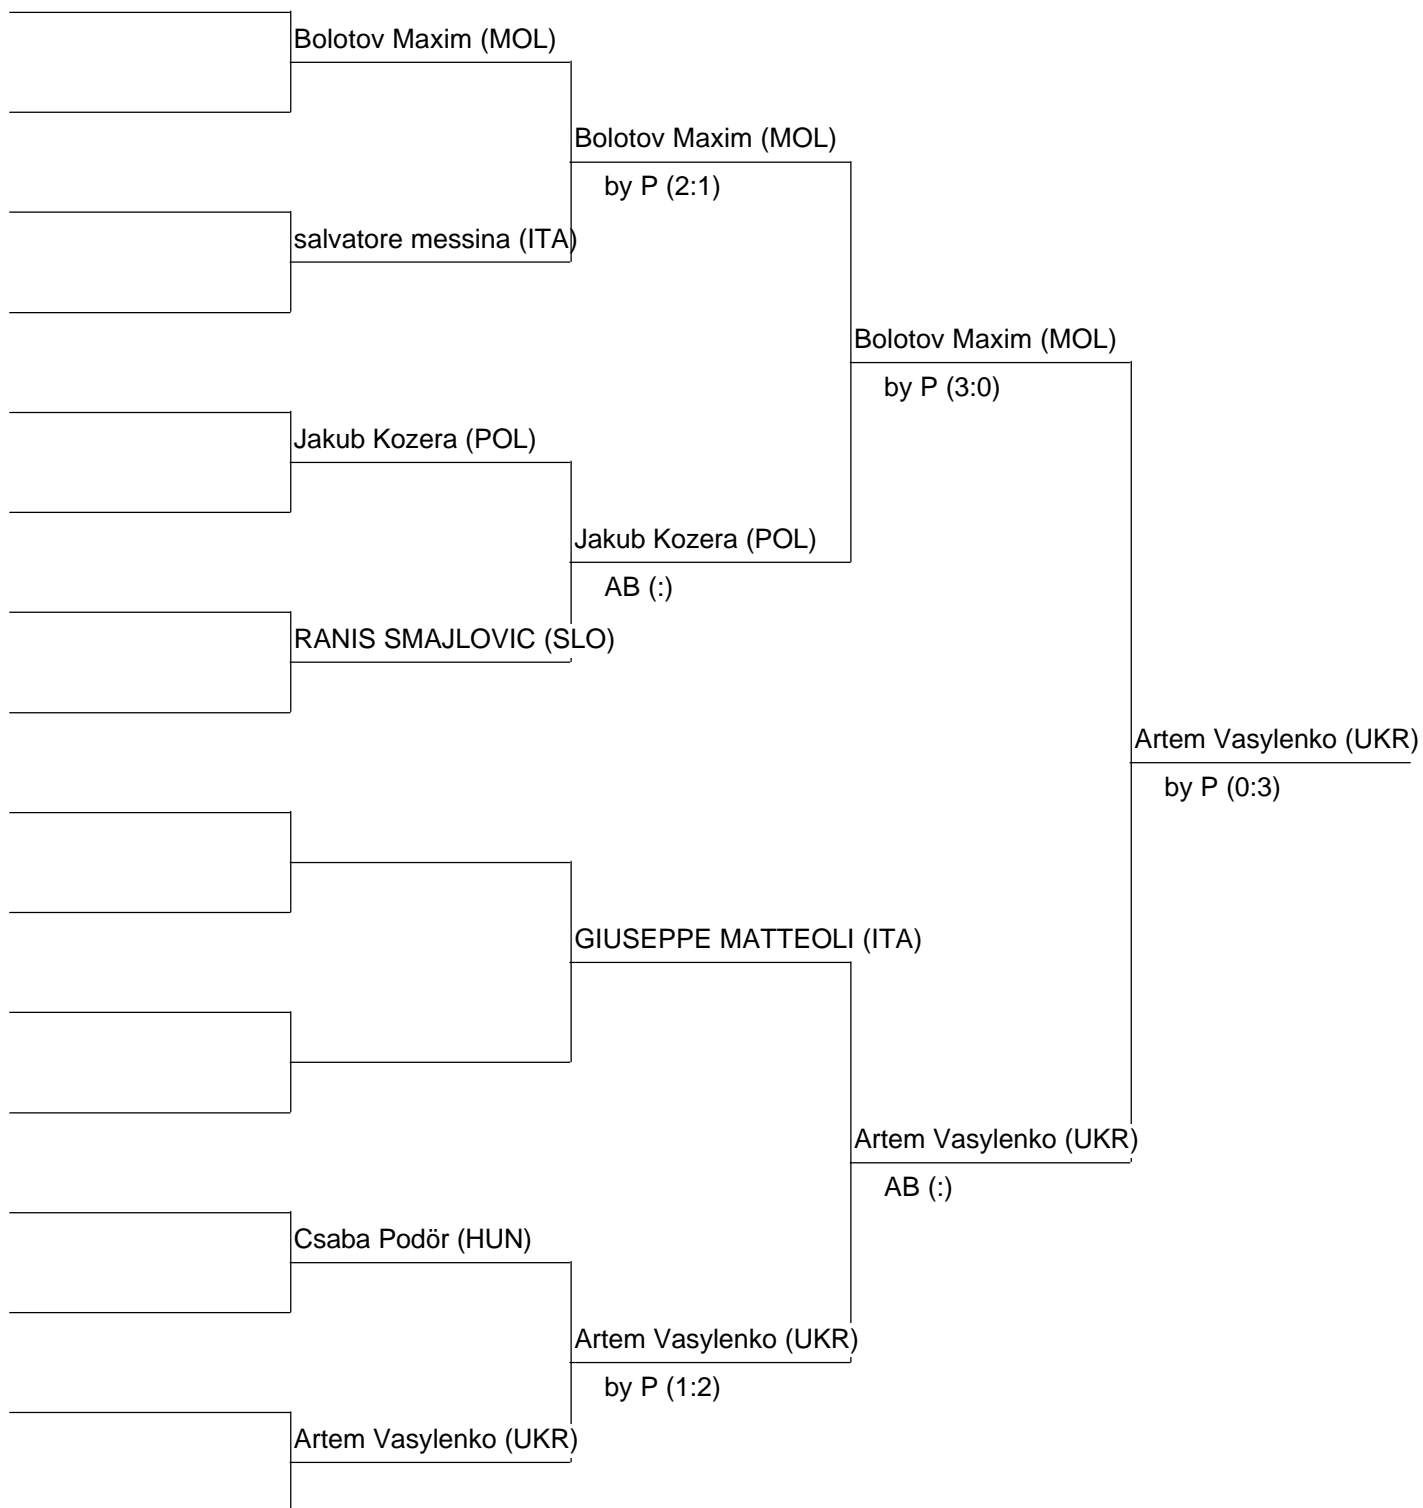 Bolotov Maxim (MOL)
Bolotov Maxim (MOL)
by P (2:1)
salvatore messina (ITA)
Bolotov Maxim (MOL)
by P (3:0)
Jakub Kozera (POL)
Jakub Kozera (POL)
AB (:)
RANIS SMAJLOVIC (SLO)
Artem Vasylenko (UKR)
by P (0:3)
GIUSEPPE MATTEOLI (ITA)
Artem Vasylenko (UKR)
AB (:)
Csaba Podör (HUN)
Artem Vasylenko (UKR)
by P (1:2)
Artem Vasylenko (UKR)